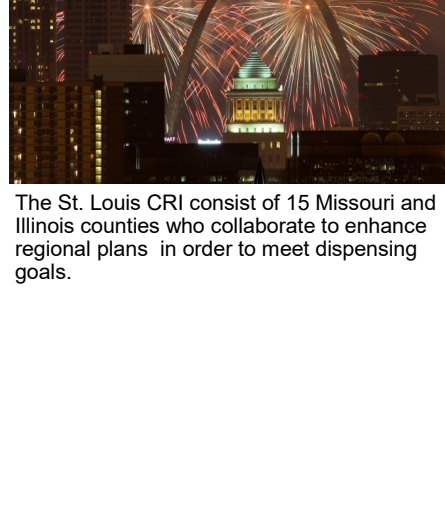 The St. Louis CRI consist of 15 Missouri and
Illinois counties who collaborate to enhance
regional plans  in order to meet dispensing
goals.